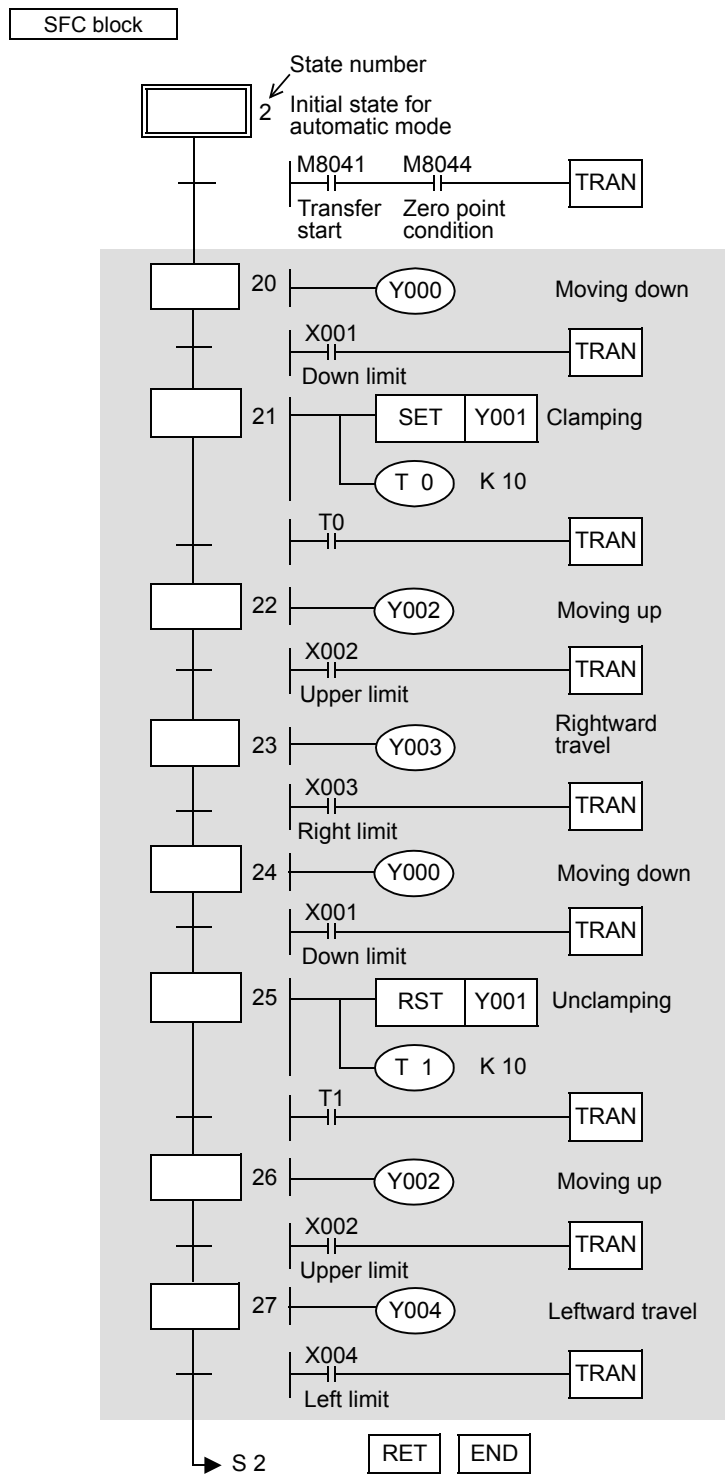 SFC block
State number
2
Initial state for
automatic mode
M8041 M8044 TRAN
Transfer
start
Zero point
condition
20 Y000 Moving down
X001 TRAN
Down limit
21 SET Y001 Clamping
T 0 K 10
T0 TRAN
22 Y002 Moving up
X002 TRAN
Upper limit
23 Y003 Rightward
travel
X003 TRAN
Right limit
24 Y000 Moving down
X001 TRAN
Down limit
25 RST Y001 Unclamping
T 1 K 10
T1 TRAN
26 Y002 Moving up
X002 TRAN
Upper limit
27 Y004 Leftward travel
X004 TRAN
Left limit
S 2 RET END